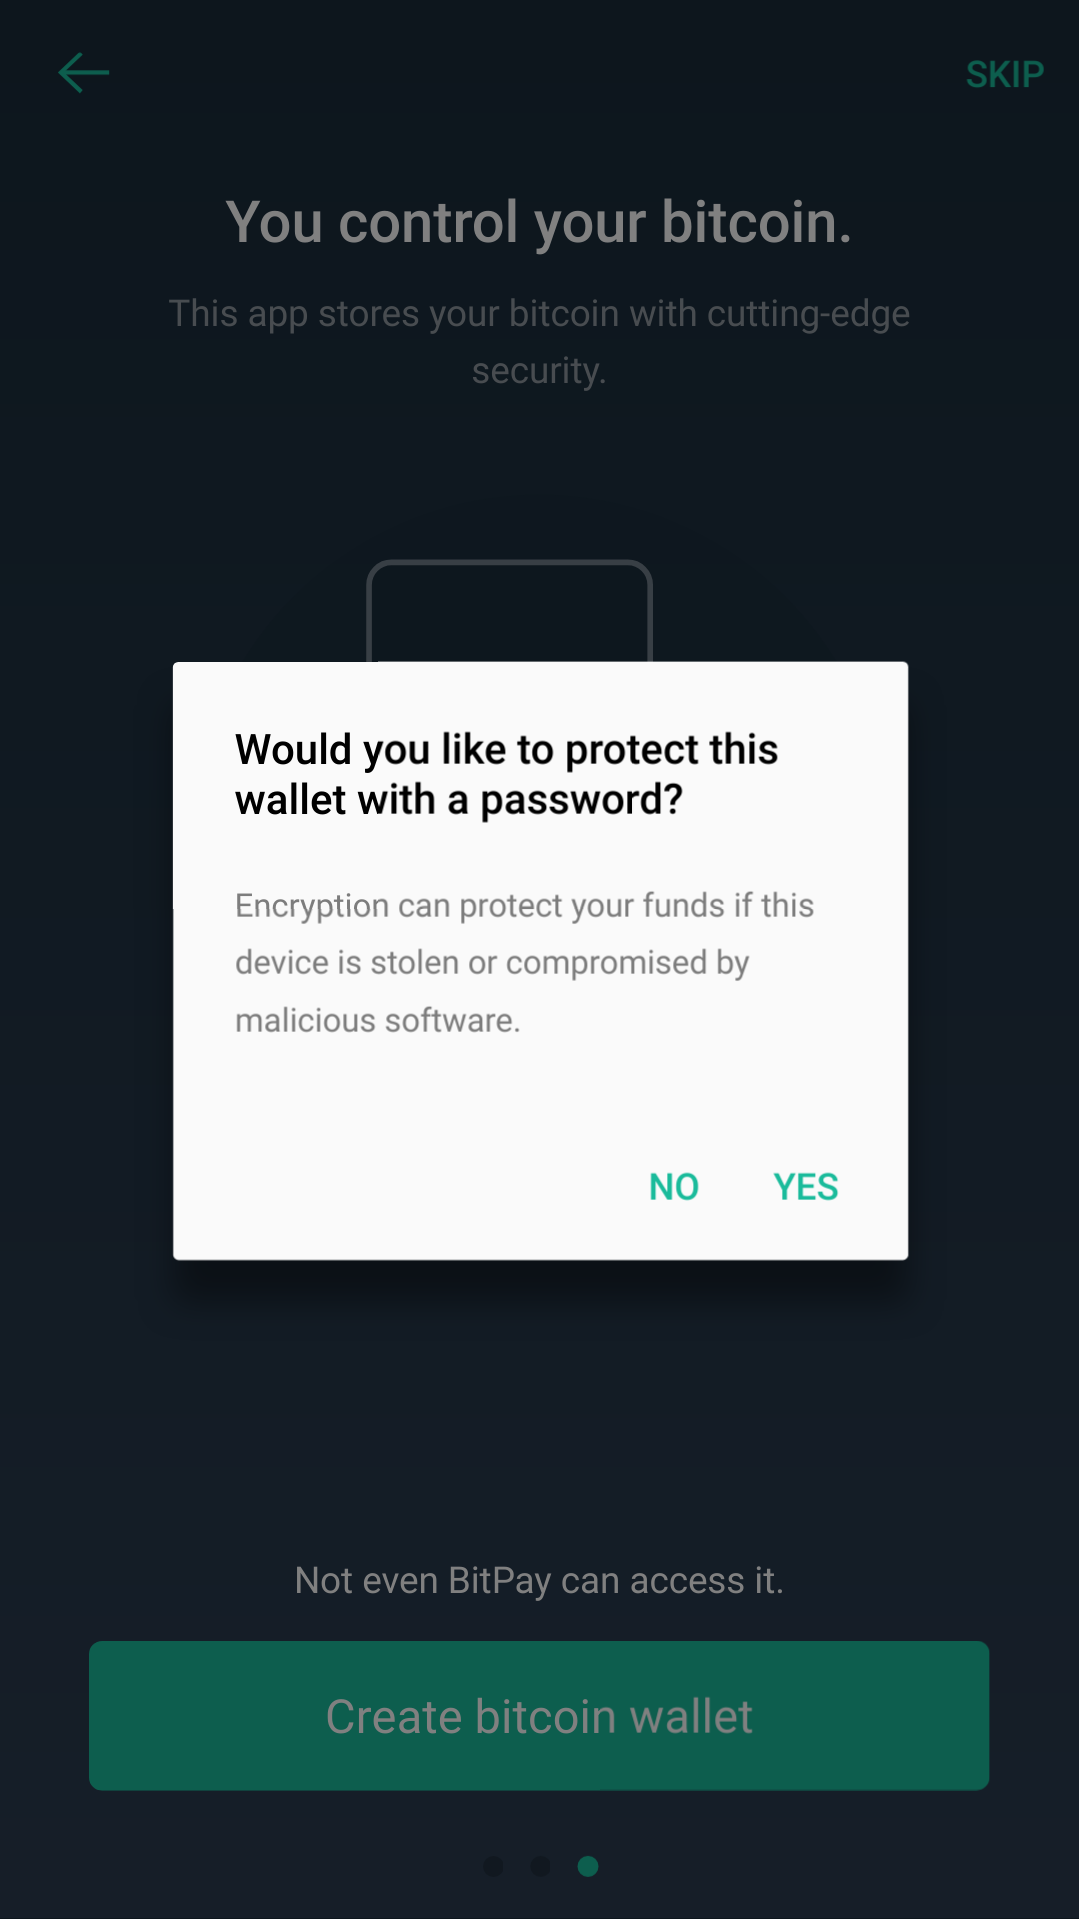 SKIP
You control your bitcoin.
This app stores your bitcoin with cutting-edge
security.
Would you like to protect this
wallet with a password?
Encryption can protect your funds if this
device is stolen or compromised by
malicious software.
NO YES
Not even BitPay can access it.
Create bitcoin wallet